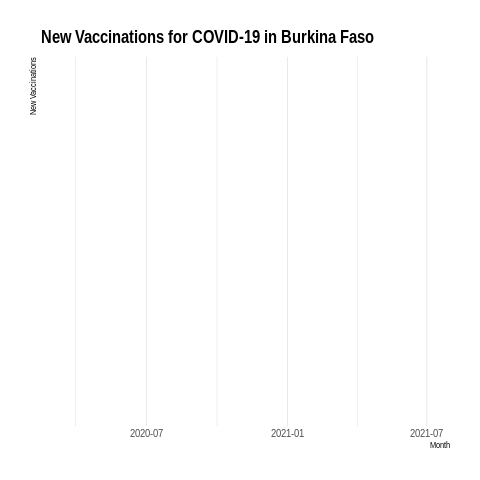 New Vaccinations for COVID-19 in Burkina Faso
New Vaccinations
2020-07
2021-01
2021-07
Month